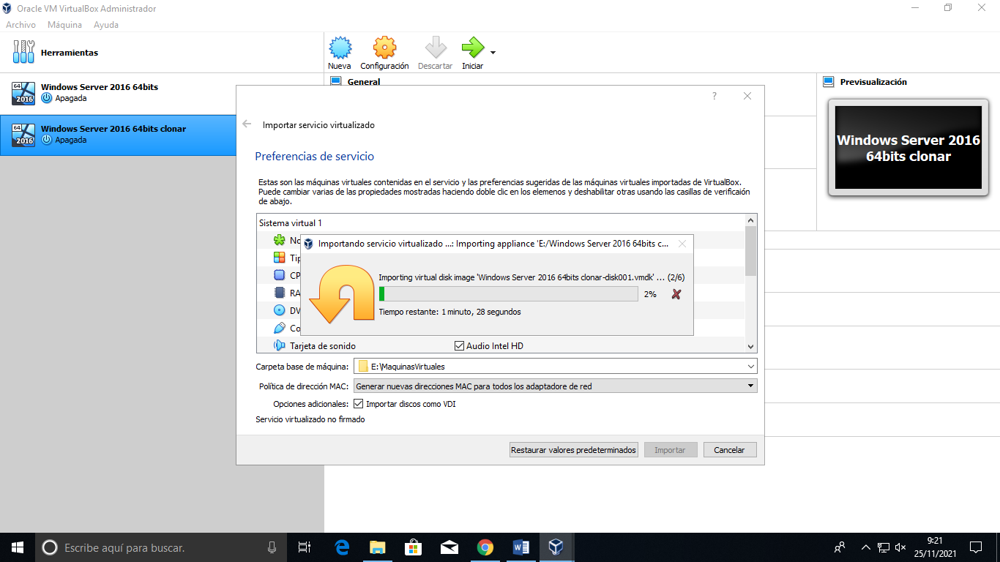 Oracle VM VirtualBox Administrador
Archivo Máquina Ayuda
Herramientas
Nueva Configuración Descartar Iniciar
64 2016 Windows Server 2016 64bits
Apagada
64 2016 Windows Server 2016 64bits clonar
Apagada
General
Previsualización
Windows Server 2016
64bits clonar
?
Importar servicio virtualizado
Preferencias de servicio
Estas son las máquinas virtuales contenidas en el servicio y las preferencias sugeridas de las máquinas virtuales importadas de VirtualBox.
Puede cambiar varias de las propiedades mostradas haciendo doble clic en los elemenos y deshabilitar otras usando las casillas de verificaión
de abajo.
Sistema virtual 1
No
Tip
CP
RA
DV
Co
Tarjeta de sonido Audio Intel HD
Importando servicio virtualizado ...: Importing appliance 'E:/Windows Server 2016 64bits c...
Importing virtual disk image 'Windows Server 2016 64bits clonar-disk001.vmdk' ... (2/6)
2%
Tiempo restante: 1 minuto, 28 segundos
Carpeta base de máquina: E:\MaquinasVirtuales
Política de dirección MAC: Generar nuevas direcciones MAC para todos los adaptadore de red
Opciones adicionales: Importar discos como VDI
Servicio virtualizado no firmado
Restaurar valores predeterminados Importar Cancelar
Escribe aquí para buscar.
9:21
25/11/2021